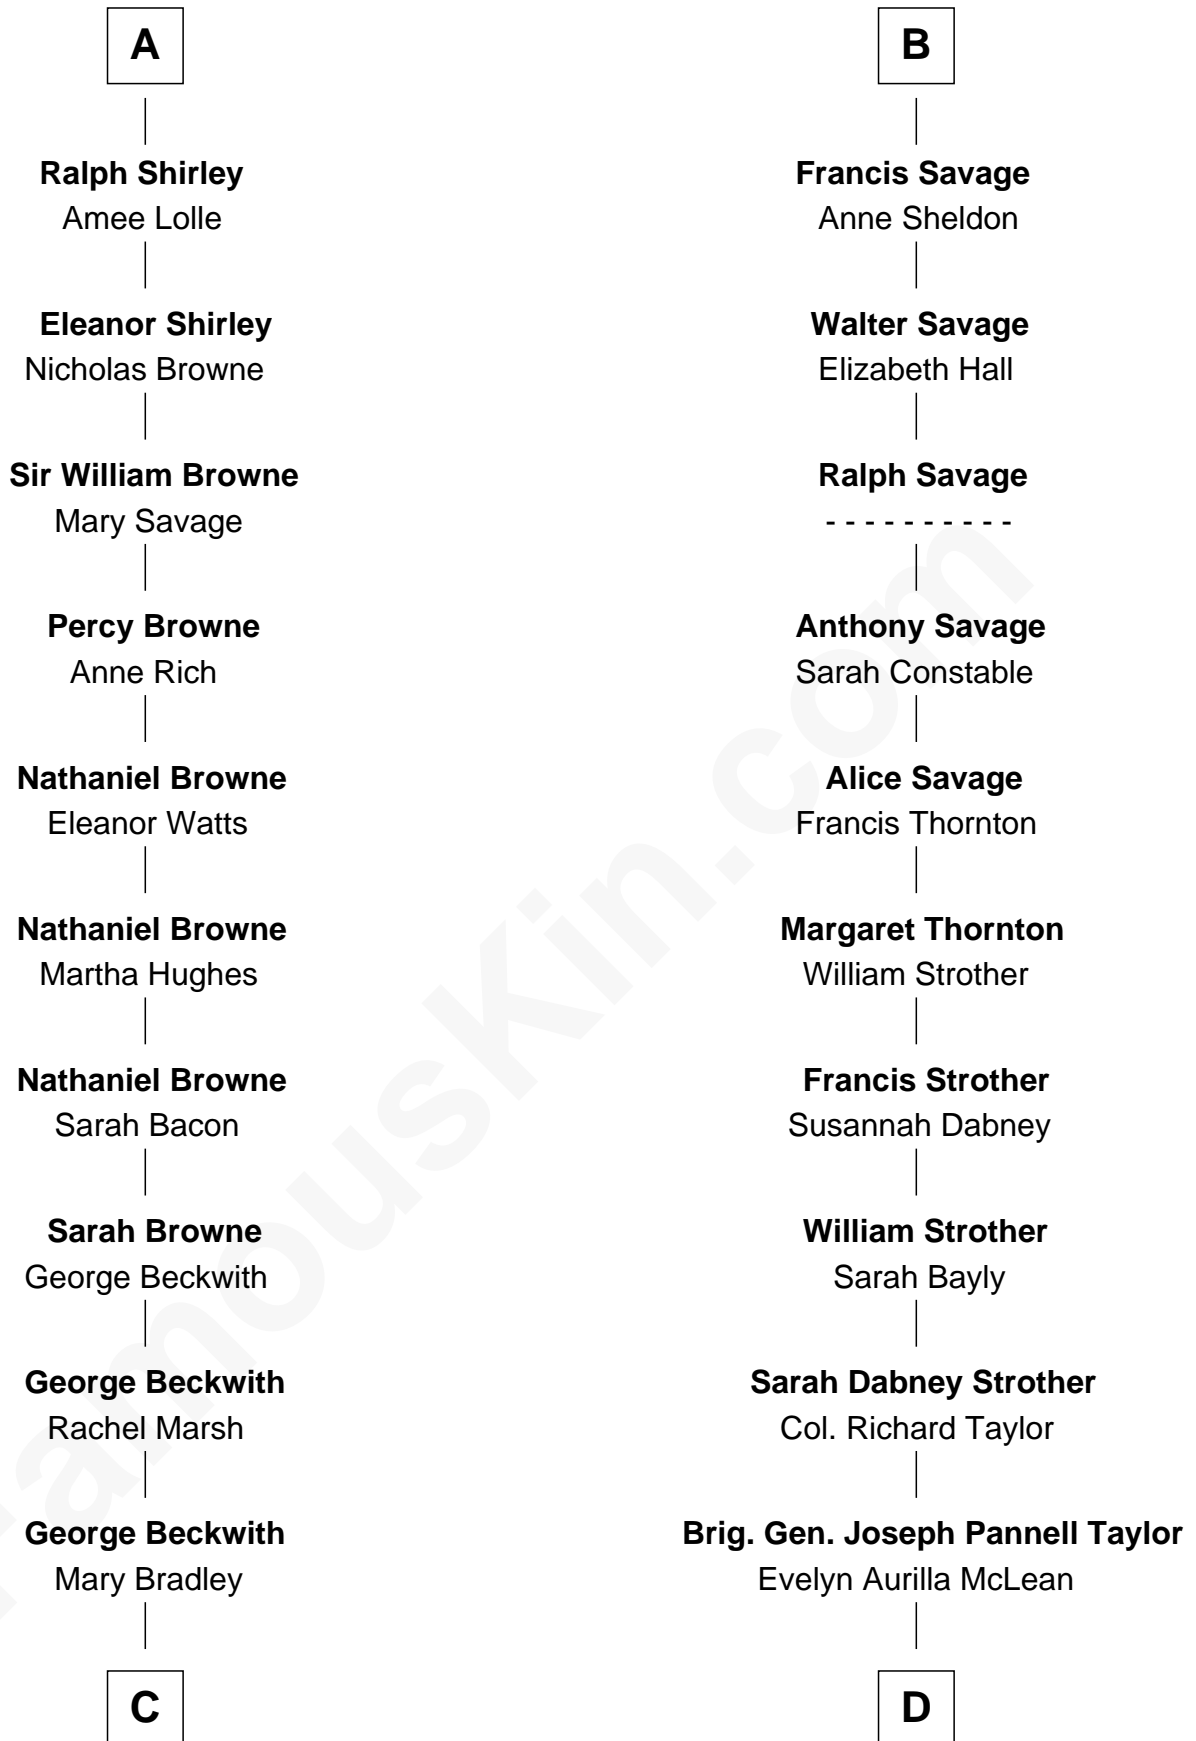 A
Ralph Shirley
Amee Lolle
Eleanor Shirley
Nicholas Browne
Sir William Browne
Mary Savage
Percy Browne
Anne Rich
Nathaniel Browne
Eleanor Watts
Nathaniel Browne
Martha Hughes
Nathaniel Browne
Sarah Bacon
Sarah Browne
George Beckwith
George Beckwith
Rachel Marsh
George Beckwith
Mary Bradley
C
B
Francis Savage
Anne Sheldon
Walter Savage
Elizabeth Hall
Ralph Savage
- - - - - - - - - -
Anthony Savage
Sarah Constable
Alice Savage
Francis Thornton
Margaret Thornton
William Strother
Francis Strother
Susannah Dabney
William Strother
Sarah Bayly
Sarah Dabney Strother
Col. Richard Taylor
Brig. Gen. Joseph Pannell Taylor
Evelyn Aurilla McLean
D
FamousKin.com